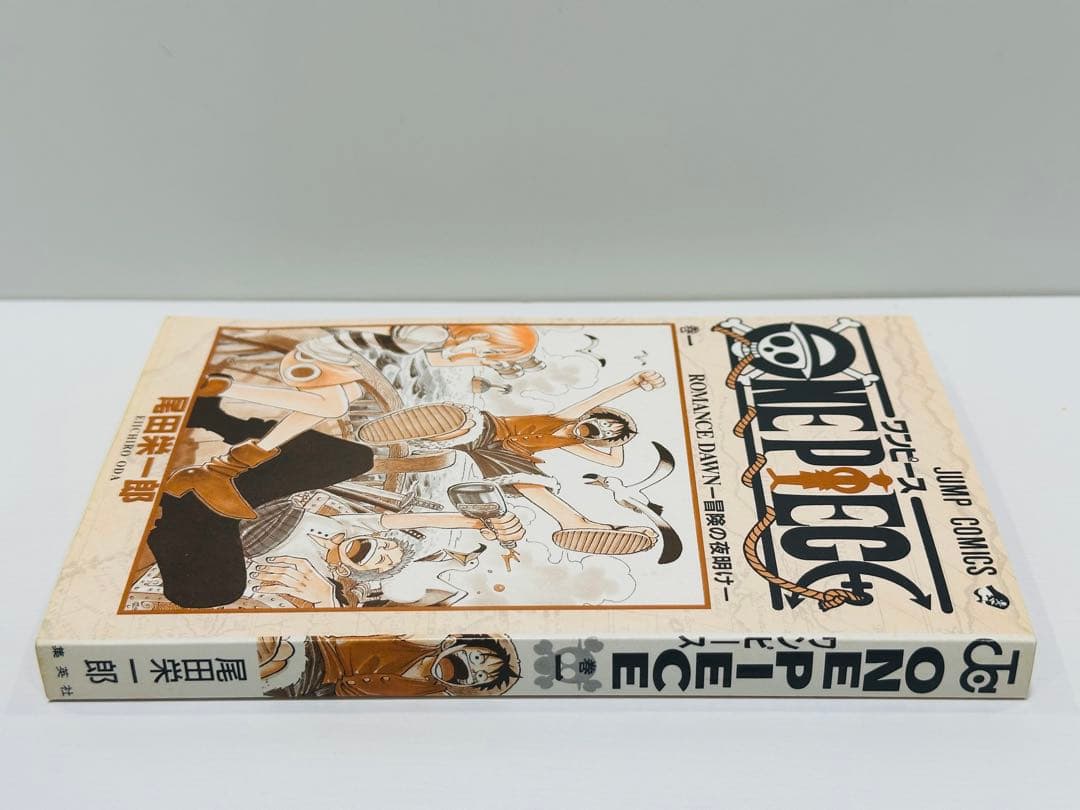 JUMP COMICS
ワンピース
ONE PIECE
巻一
ROMANCE DAWN—冒険の夜明け—
尾田栄一郎
EIICHIRO ODA
JC
ONE PIECE
ワンピース
巻一
尾田栄一郎
集英社